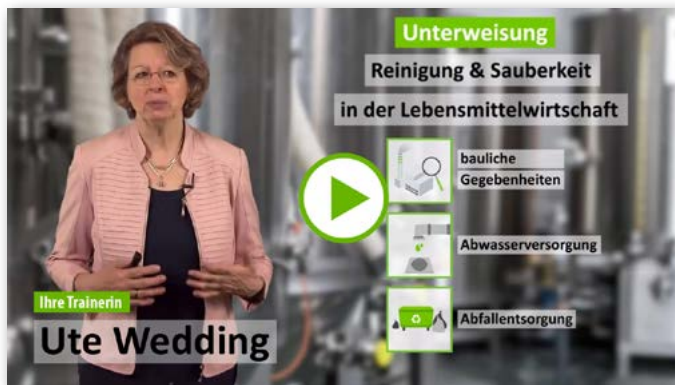 Unterweisung
Reinigung & Sauberkeit
in der Lebensmittelwirtschaft
bauliche
Gegebenheiten
Abwasserversorgung
Abfallentsorgung
Ihre Trainerin
Ute Wedding